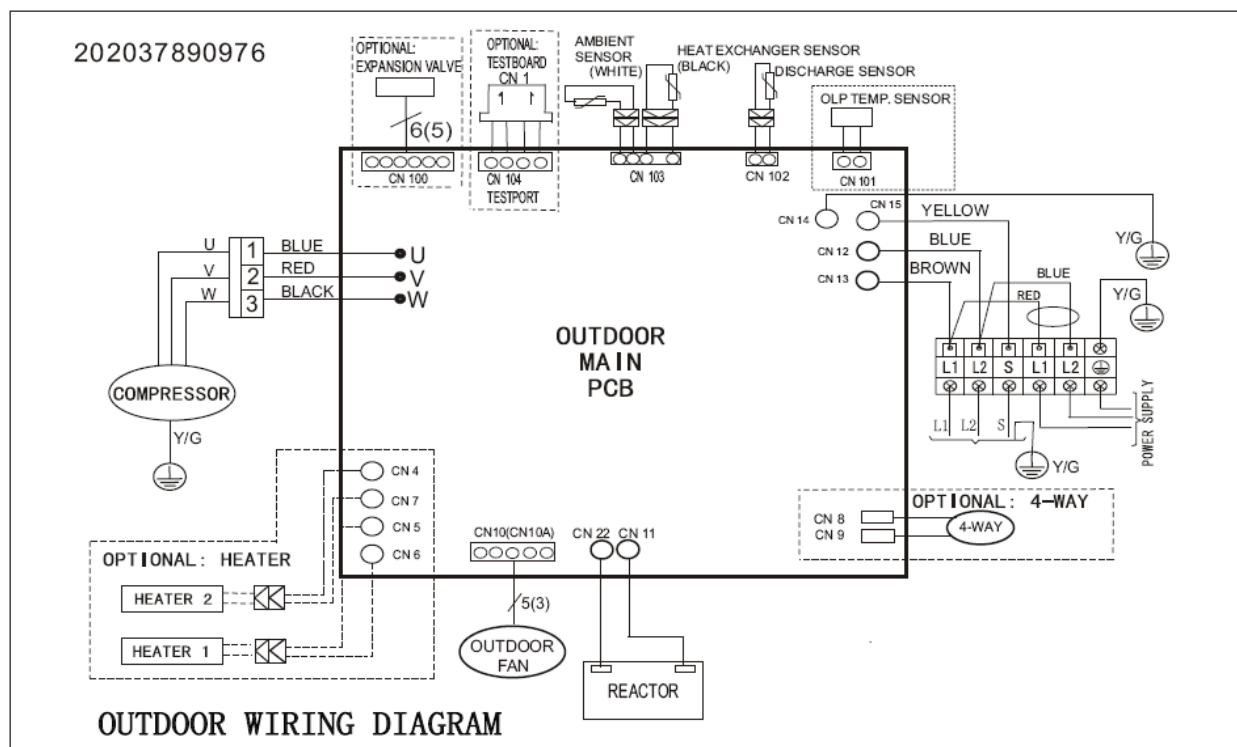 202037890976
OPTIONAL:
EXPANSION VALVE
6(5)
CN 100
OPTIONAL:
TESTBOARD
CN 1
1 1
CN 104
TESTPORT
AMBIENT
SENSOR
(WHITE)
HEAT EXCHANGER SENSOR
(BLACK)
CN 103
DISCHARGE SENSOR
CN 102
OLP TEMP. SENSOR
CN 101
CN 14
CN 15
YELLOW
Y/G
CN 12
BLUE
CN 13
BROWN
BLUE
RED
Y/G
L1 L2 S L1 L2
L1 L2 S
Y/G
POWER SUPPLY
U 1 BLUE U
V 2 RED V
W 3 BLACK W
COMPRESSOR
Y/G
OUTDOOR
MAIN
PCB
CN 4
CN 7
CN 5
CN 6
OPTIONAL: HEATER
HEATER 2
HEATER 1
CN10(CN10A)
5(3)
OUTDOOR
FAN
CN 22 CN 11
REACTOR
OPTIONAL: 4-WAY
CN 8
CN 9
4-WAY
OUTDOOR WIRING DIAGRAM